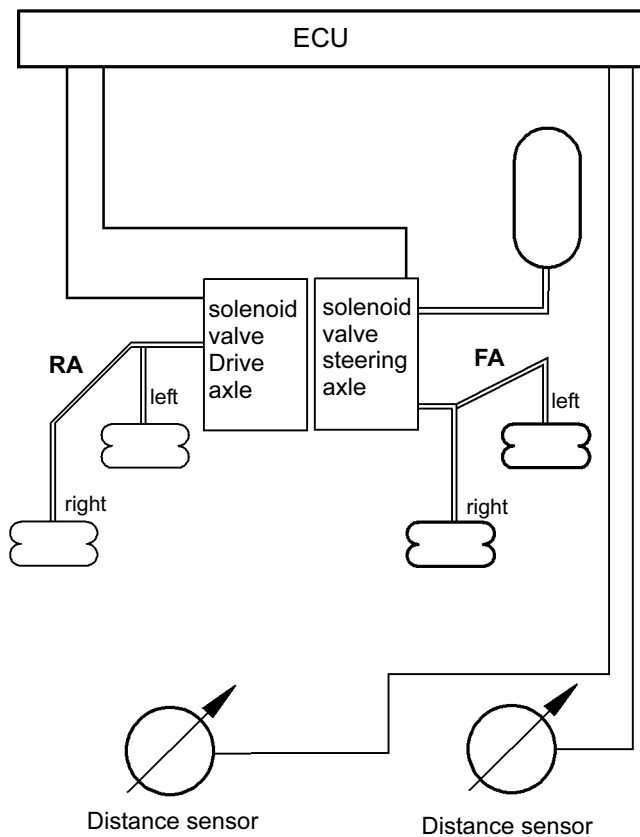 ECU
solenoid
valve
Drive
axle
solenoid
valve
steering
axle
RA
FA
left
left
right
right
Distance sensor
Distance sensor